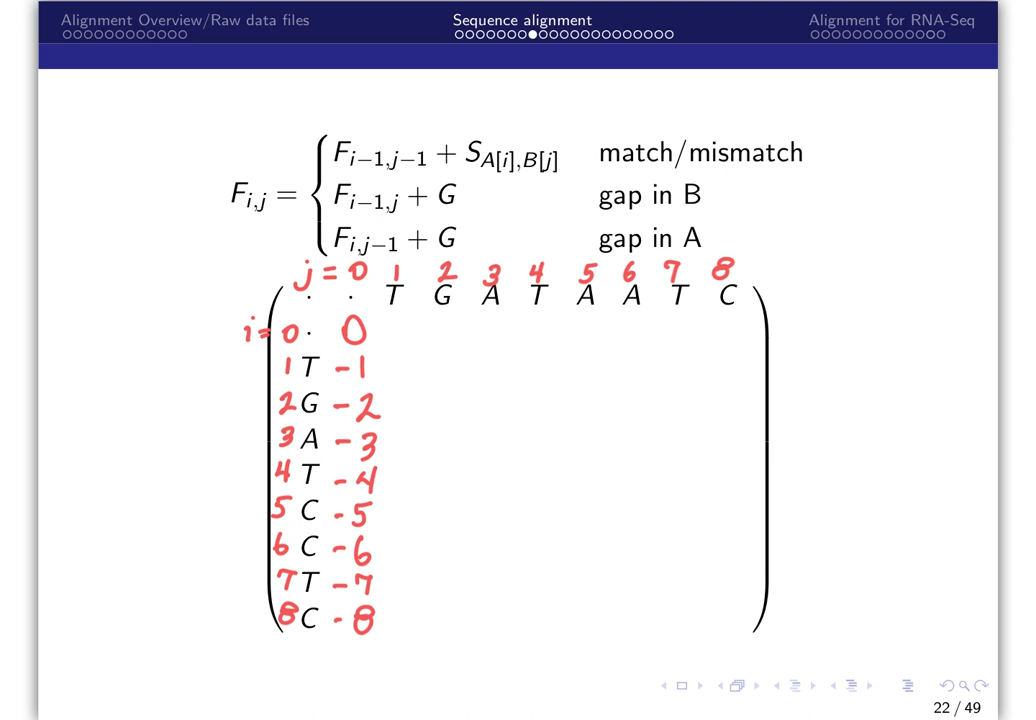 Alignment Overview/Raw data files Sequence alignment Alignment for RNA-Seq
F_{i−1,j−1} + S_{A[i],B[j]} match/mismatch
F_{i,j} = F_{i−1,j} + G gap in B
F_{i,j−1} + G gap in A
j = 0 1 2 3 4 5 6 7 8
· · T G A T A A T C
i = 0 · 0
1 T -1
2 G -2
3 A -3
4 T -4
5 C -5
6 C -6
7 T -7
8 C -8
22 / 49